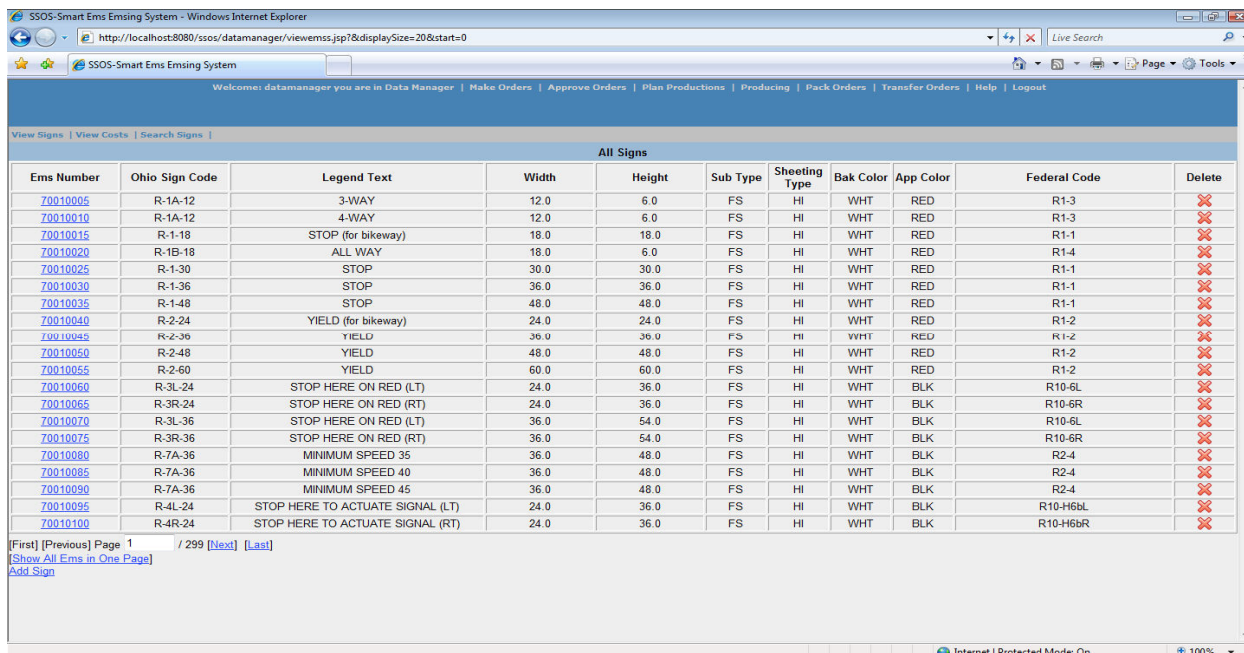 SSOS-Smart Ems Emsing System - Windows Internet Explorer
http://localhost:8080/ssos/datamanager/viewemss.jsp?&displaySize=20&start=0 Live Search
SSOS-Smart Ems Emsing System Page Tools
Welcome: datamanager you are in Data Manager | Make Orders | Approve Orders | Plan Productions | Producing | Pack Orders | Transfer Orders | Help | Logout
View Signs | View Costs | Search Signs |
All Signs
Ems Number Ohio Sign Code Legend Text Width Height Sub Type Sheeting Type Bak Color App Color Federal Code Delete
70010005 R-1A-12 3-WAY 12.0 6.0 FS HI WHT RED R1-3
70010010 R-1A-12 4-WAY 12.0 6.0 FS HI WHT RED R1-3
70010015 R-1-18 STOP (for bikeway) 18.0 18.0 FS HI WHT RED R1-1
70010020 R-1B-18 ALL WAY 18.0 6.0 FS HI WHT RED R1-4
70010025 R-1-30 STOP 30.0 30.0 FS HI WHT RED R1-1
70010030 R-1-36 STOP 36.0 36.0 FS HI WHT RED R1-1
70010035 R-1-48 STOP 48.0 48.0 FS HI WHT RED R1-1
70010040 R-2-24 YIELD (for bikeway) 24.0 24.0 FS HI WHT RED R1-2
70010045 R-2-36 YIELD 36.0 36.0 FS HI WHT RED R1-2
70010050 R-2-48 YIELD 48.0 48.0 FS HI WHT RED R1-2
70010055 R-2-60 YIELD 60.0 60.0 FS HI WHT RED R1-2
70010060 R-3L-24 STOP HERE ON RED (LT) 24.0 36.0 FS HI WHT BLK R10-6L
70010065 R-3R-24 STOP HERE ON RED (RT) 24.0 36.0 FS HI WHT BLK R10-6R
70010070 R-3L-36 STOP HERE ON RED (LT) 36.0 54.0 FS HI WHT BLK R10-6L
70010075 R-3R-36 STOP HERE ON RED (RT) 36.0 54.0 FS HI WHT BLK R10-6R
70010080 R-7A-36 MINIMUM SPEED 35 36.0 48.0 FS HI WHT BLK R2-4
70010085 R-7A-36 MINIMUM SPEED 40 36.0 48.0 FS HI WHT BLK R2-4
70010090 R-7A-36 MINIMUM SPEED 45 36.0 48.0 FS HI WHT BLK R2-4
70010095 R-4L-24 STOP HERE TO ACTUATE SIGNAL (LT) 24.0 36.0 FS HI WHT BLK R10-H6bL
70010100 R-4R-24 STOP HERE TO ACTUATE SIGNAL (RT) 24.0 36.0 FS HI WHT BLK R10-H6bR
[First] [Previous] Page 1 / 299 [Next] [Last]
[Show All Ems in One Page]
Add Sign
Internet | Protected Mode: On 100%